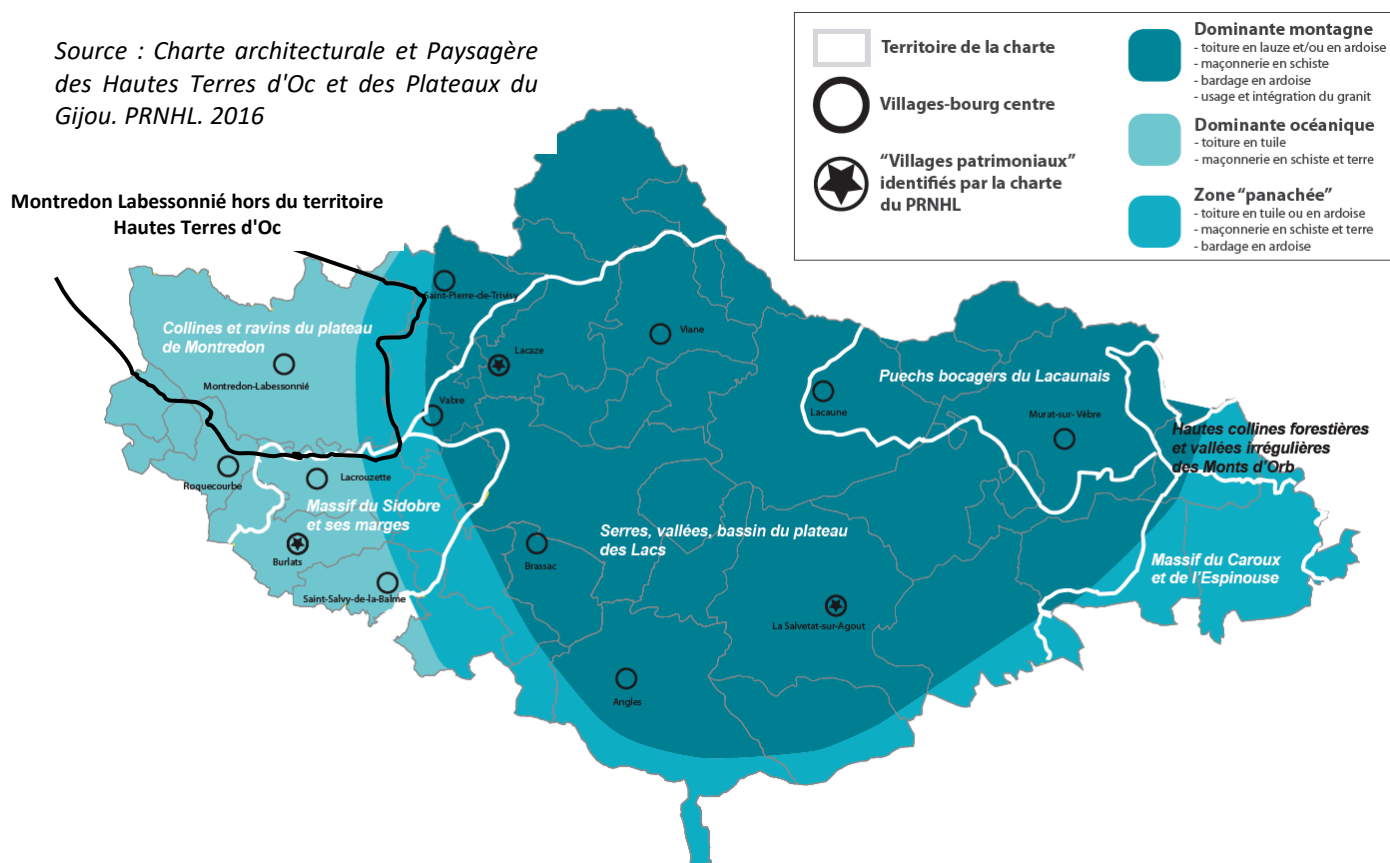 Source : Charte architecturale et Paysagère
des Hautes Terres d'Oc et des Plateaux du
Gijou. PRNHL. 2016
Territoire de la charte
Villages-bourg centre
"Villages patrimoniaux"
identifiés par la charte
du PRNHL
Dominante montagne
- toiture en lauze et/ou en ardoise
- maçonnerie en schiste
- bardage en ardoise
- usage et intégration du granit
Dominante océanique
- toiture en tuile
- maçonnerie en schiste et terre
Zone "panachée"
- toiture en tuile ou en ardoise
- maçonnerie en schiste et terre
- bardage en ardoise
Montredon Labessonnié hors du territoire
Hautes Terres d'Oc
Saint-Pierre-de-Trivisy
Collines et ravins du plateau
de Montredon
Montredon-Labessonnié
Lacaze
Viane
Vabre
Puechs bocagers du Lacaunais
Lacaune
Murat-sur-Vèbre
Hautes collines forestières
et vallées irrégulières
des Monts d'Orb
Roquecourbe
Lacrouzette
Massif du Sidobre
et ses marges
Burlats
Saint-Salvy-de-la-Balme
Brassac
Serres, vallées, bassin du plateau
des Lacs
La Salvetat-sur-Agout
Angles
Massif du Caroux
et de l'Espinouse